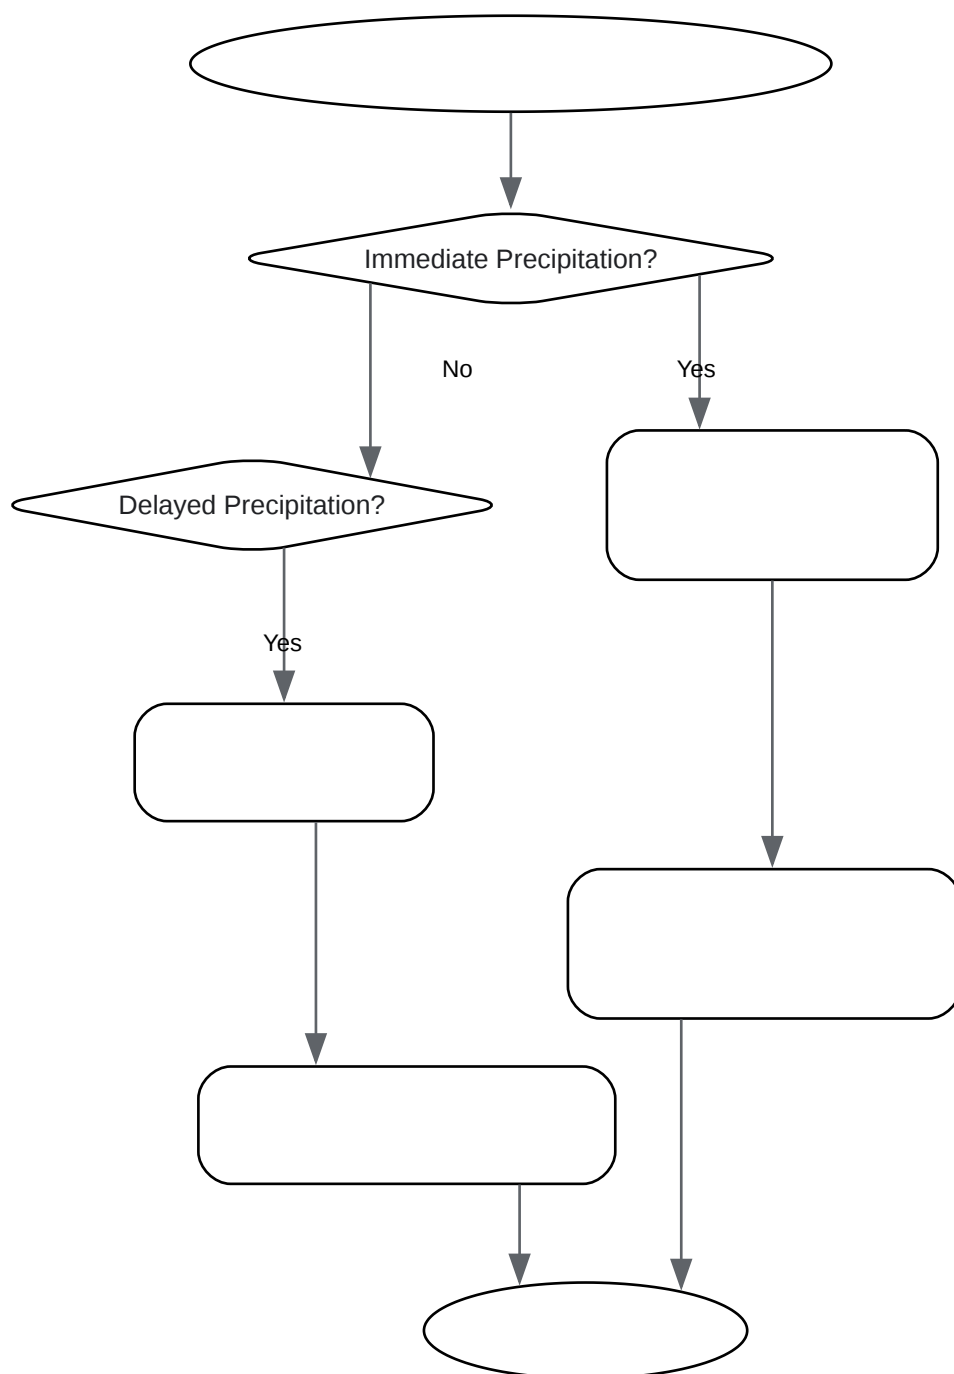 Immediate Precipitation?
No
Yes
Delayed Precipitation?
Yes